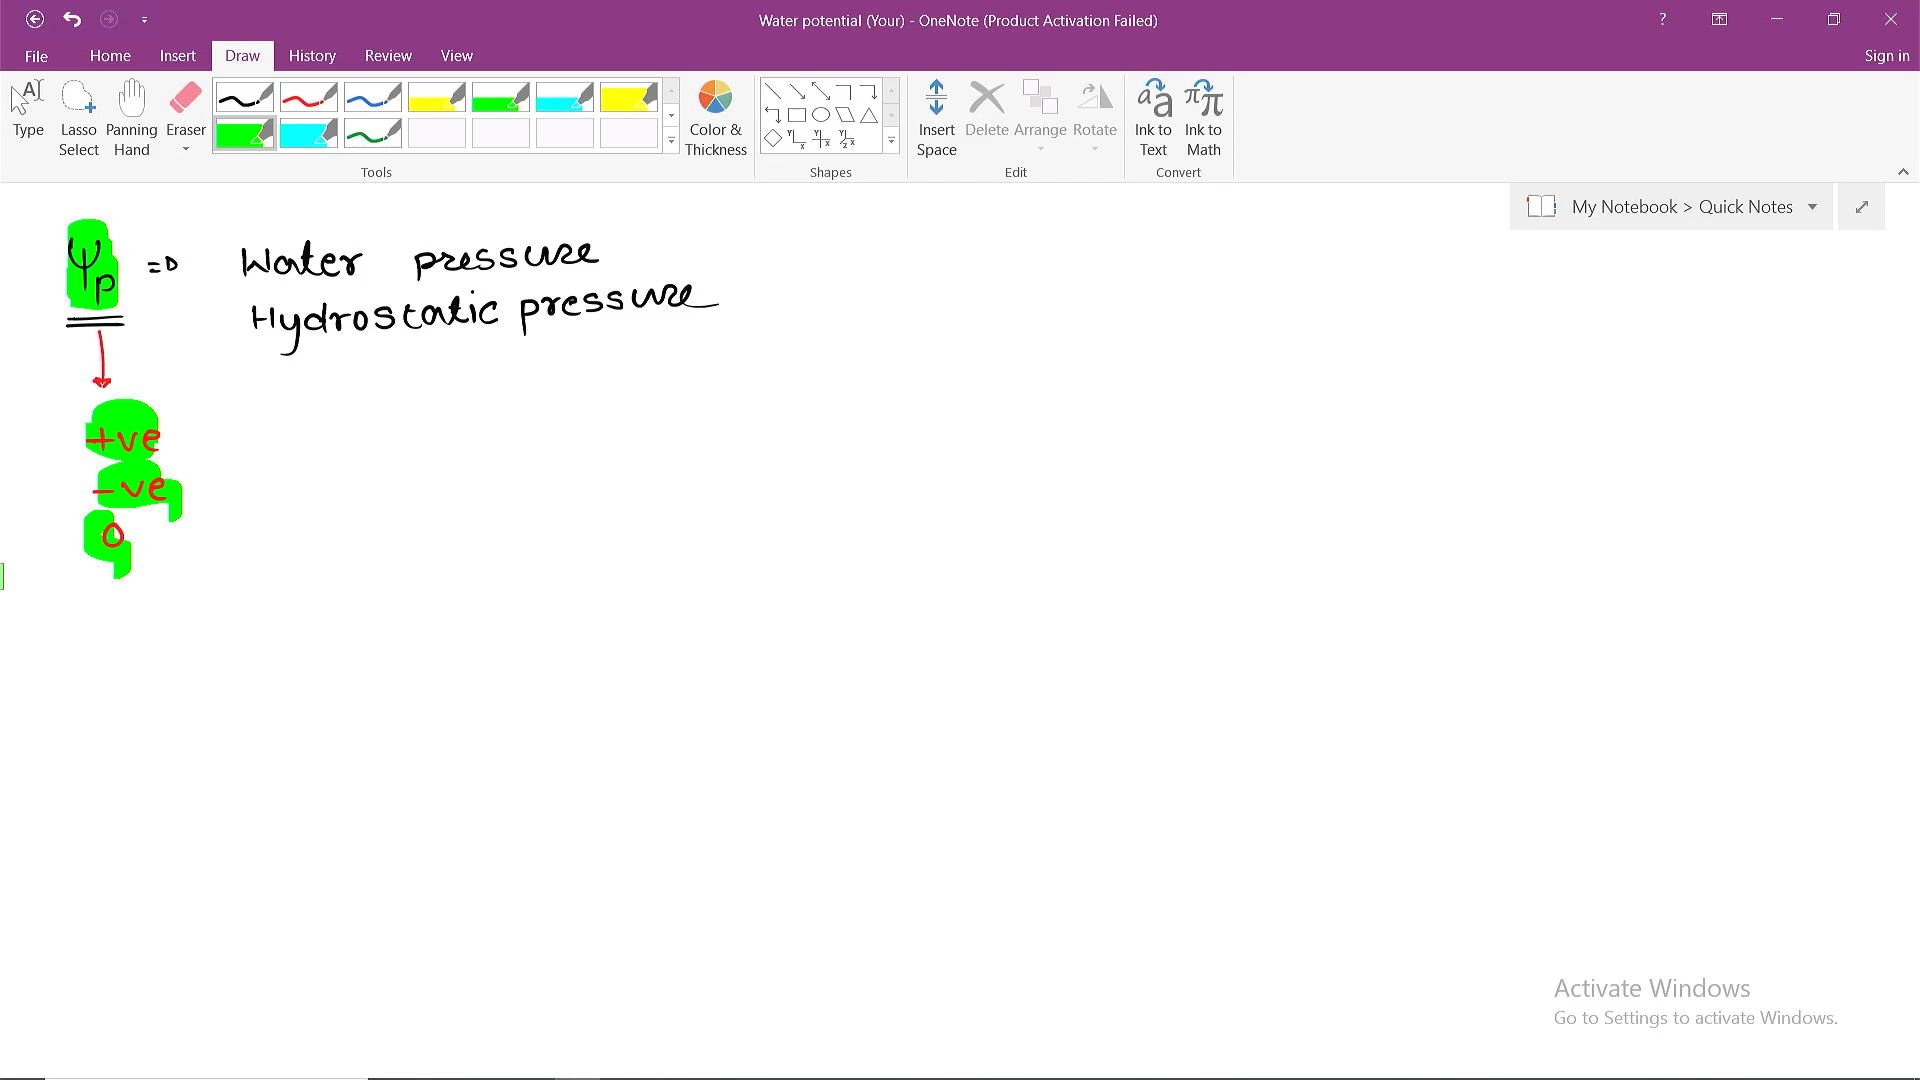 Water potential (Your) - OneNote (Product Activation Failed)
?
File Home Insert Draw History Review View
Sign in
Type
Lasso Select
Panning Hand
Eraser
Color & Thickness
Insert Space
Delete
Arrange
Rotate
Ink to Text
Ink to Math
Tools
Shapes
Edit
Convert
My Notebook > Quick Notes
Ψp => Water pressure
Hydrostatic pressure
+ve
-ve
0
Activate Windows
Go to Settings to activate Windows.